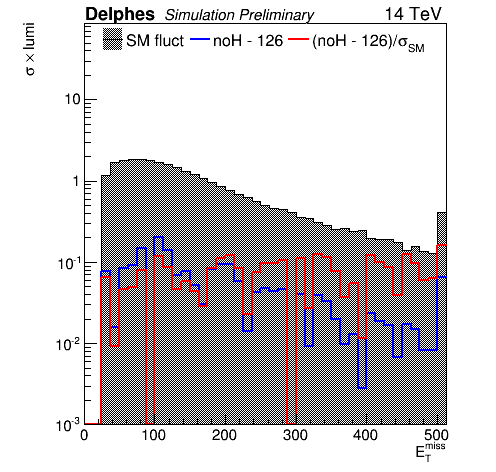 Delphes Simulation Preliminary 14 TeV
σ × lumi
SM fluct noH - 126 (noH - 126)/σ_SM
10
1
10⁻¹
10⁻²
10⁻³
0 100 200 300 400 500
E_T^miss